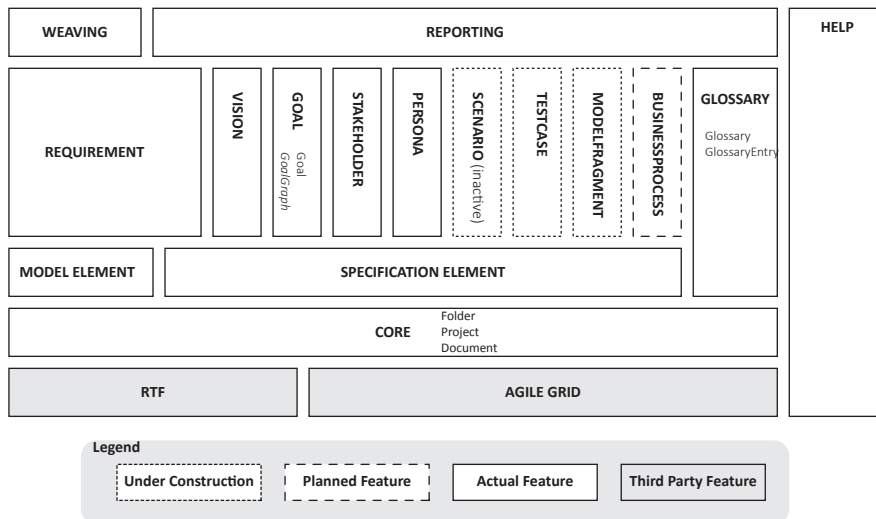 WEAVING
REPORTING
HELP
REQUIREMENT
VISION
GOAL
Goal
GoalGraph
STAKEHOLDER
PERSONA
SCENARIO (inactive)
TESTCASE
MODELFRAGMENT
BUSINESSPROCESS
GLOSSARY
Glossary
GlossaryEntry
MODEL ELEMENT
SPECIFICATION ELEMENT
CORE
Folder
Project
Document
RTF
AGILE GRID
Legend
Under Construction
Planned Feature
Actual Feature
Third Party Feature